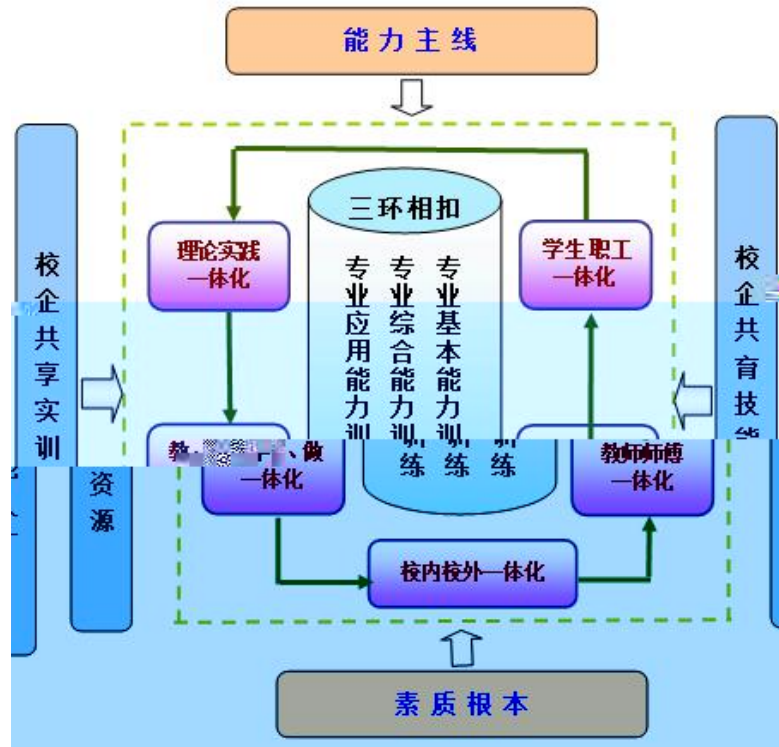 能力主线
三环相扣
理论实践
一体化
学生职工
一体化
校企共享实训
资源
专业应用能力训
练
专业综合能力训
练
专业基本能力训
练
校企共育技能
教、
、做
一体化
教师师傅
一体化
校内校外一体化
素质根本